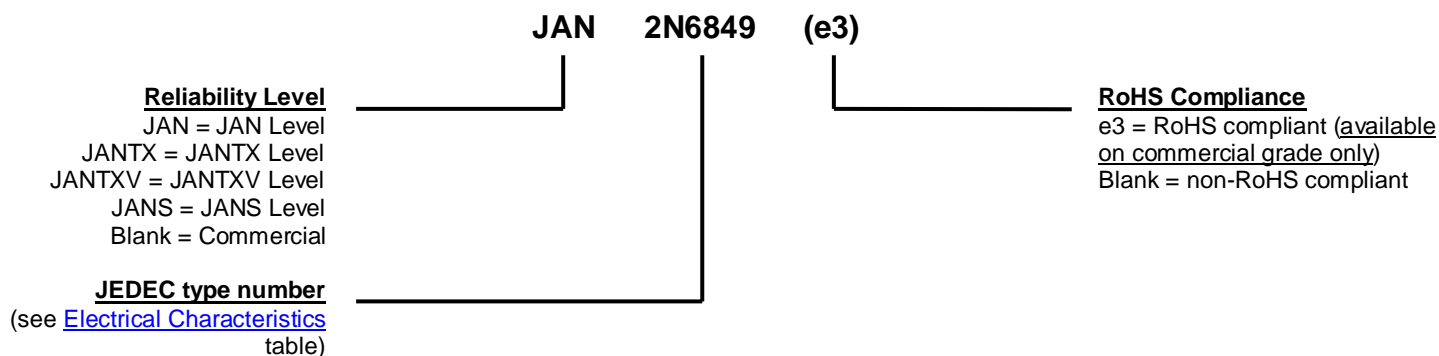 JAN 2N6849 (e3)
Reliability Level
JAN = JAN Level
JANTX = JANTX Level
JANTXV = JANTXV Level
JANS = JANS Level
Blank = Commercial
JEDEC type number
(see Electrical Characteristics
table)
RoHS Compliance
e3 = RoHS compliant (available
on commercial grade only)
Blank = non-RoHS compliant